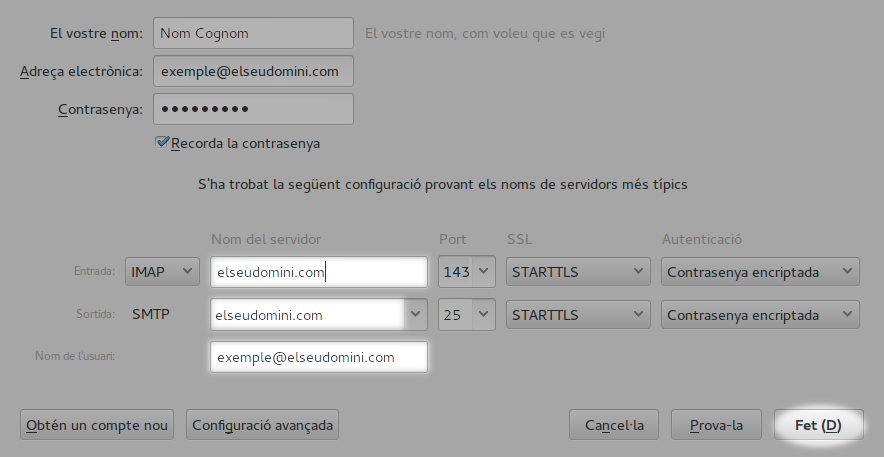 El vostre nom: Nom Cognom El vostre nom, com voleu que es vegi
Adreça electrònica: exemple@elseudomini.com
Contrasenya: •••••••••
Recorda la contrasenya
S'ha trobat la següent configuració provant els noms de servidors més típics
Nom del servidor Port SSL Autenticació
Entrada: IMAP elseudomini.com 143 STARTTLS Contrasenya encriptada
Sortida: SMTP elseudomini.com 25 STARTTLS Contrasenya encriptada
Nom de l'usuari: exemple@elseudomini.com
Obtén un compte nou Configuració avançada Cancel·la Prova-la Fet (D)